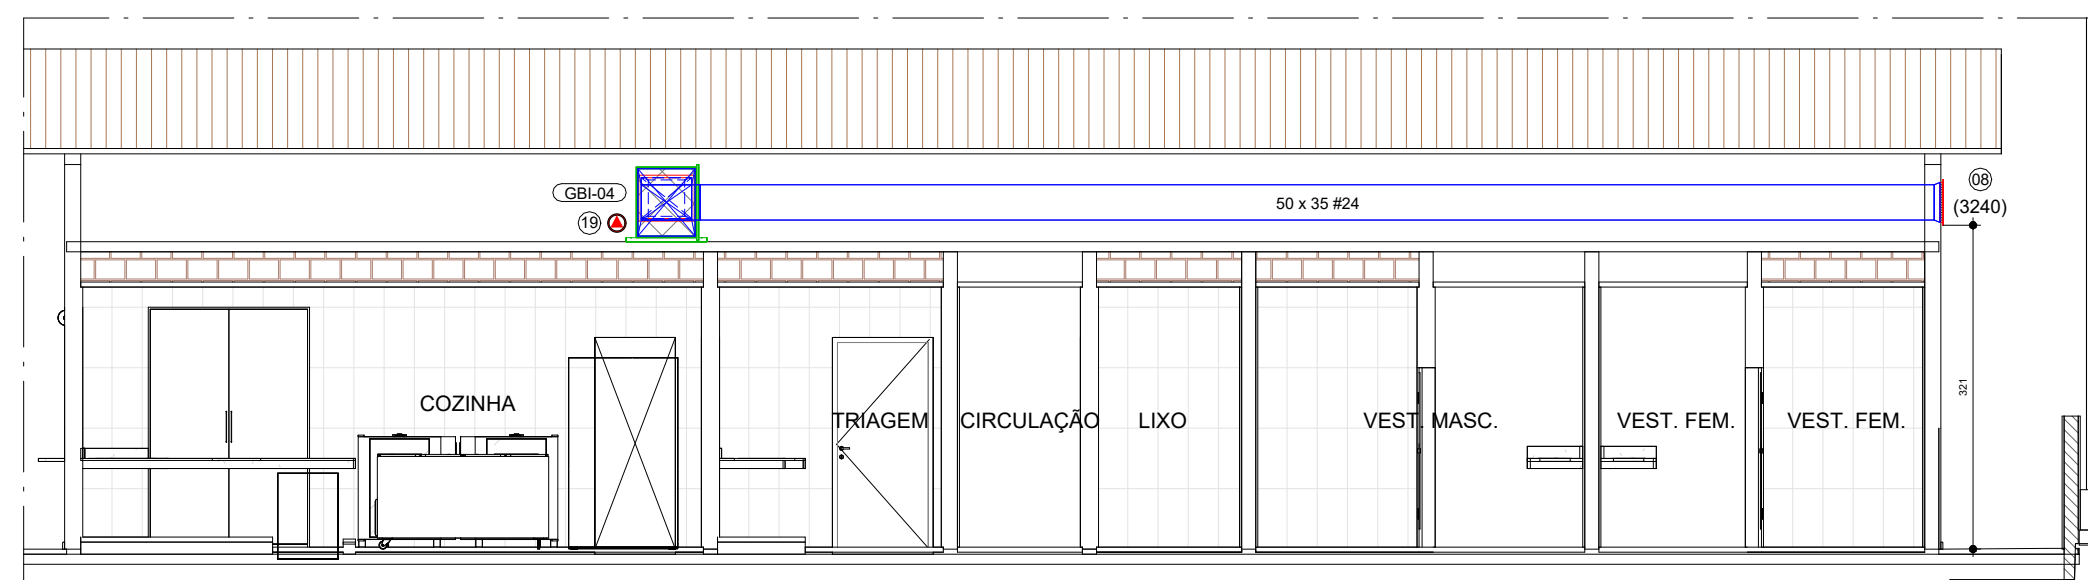 GBI-04
19
50 x 35 #24
08
(3240)
321
COZINHA
TRIAGEM
CIRCULAÇÃO
LIXO
VEST. MASC.
VEST. FEM.
VEST. FEM.